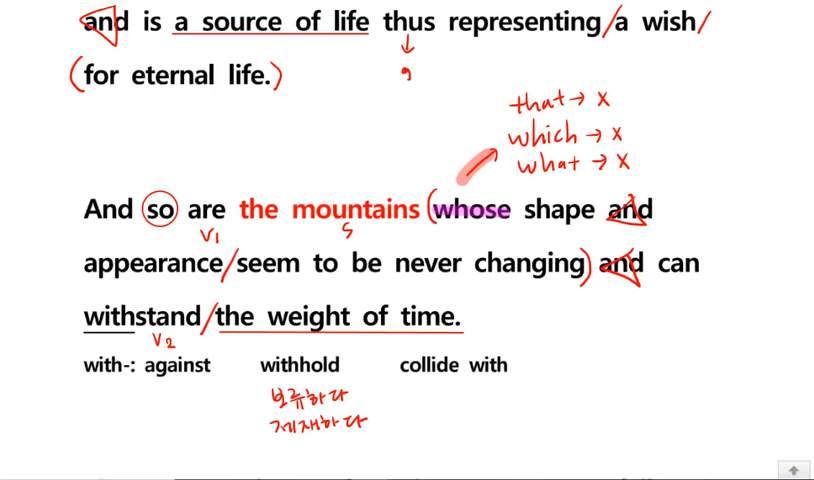 and is a source of life thus representing/a wish/
,
(for eternal life.)
that → x
which → x
what → x
And so are the mountains (whose shape and
V1 S
appearance/seem to be never changing) and can
withstand/the weight of time.
V2
with-: against withhold collide with
보류하다
제재하다